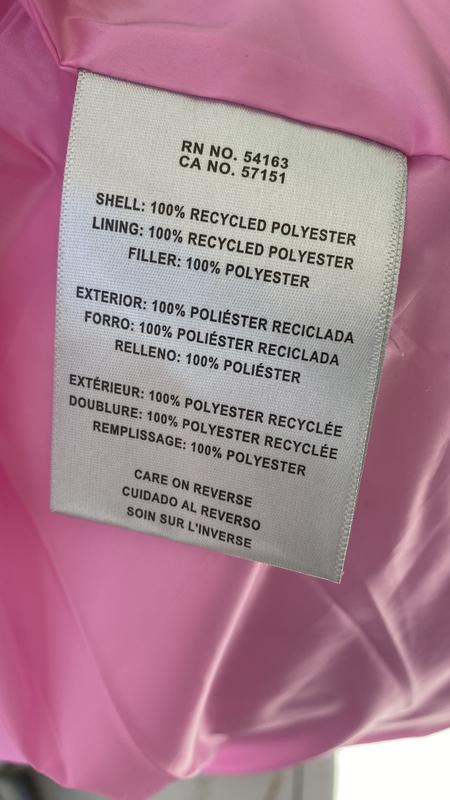 RN NO. 54163
CA NO. 57151
SHELL: 100% RECYCLED POLYESTER
LINING: 100% RECYCLED POLYESTER
FILLER: 100% POLYESTER
EXTERIOR: 100% POLIÉSTER RECICLADA
FORRO: 100% POLIÉSTER RECICLADA
RELLENO: 100% POLIÉSTER
EXTÉRIEUR: 100% POLYESTER RECYCLÉE
DOUBLURE: 100% POLYESTER RECYCLÉE
REMPLISSAGE: 100% POLYESTER
CARE ON REVERSE
CUIDADO AL REVERSO
SOIN SUR L'INVERSE